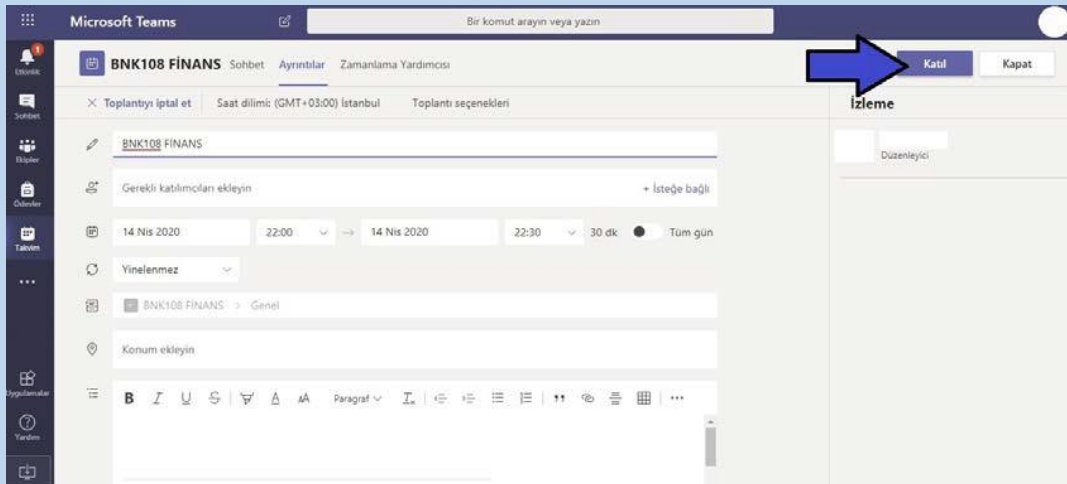 Microsoft Teams
Bir komut arayın veya yazın
1
Etkinlik
Sohbet
Ekipler
Ödevler
Takvim
Uygulamalar
Yardım
BNK108 FİNANS Sohbet Ayrıntılar Zamanlama Yardımcısı
Katıl Kapat
Toplantıyı iptal et Saat dilimi: (GMT+03:00) İstanbul Toplantı seçenekleri
İzleme
Düzenleyici
BNK108 FİNANS
Gerekli katılımcıları ekleyin + İsteğe bağlı
14 Nis 2020 22:00 → 14 Nis 2020 22:30 30 dk Tüm gün
Yinelenmez
BNK108 FİNANS > Genel
Konum ekleyin
B I U S A AA Paragraf